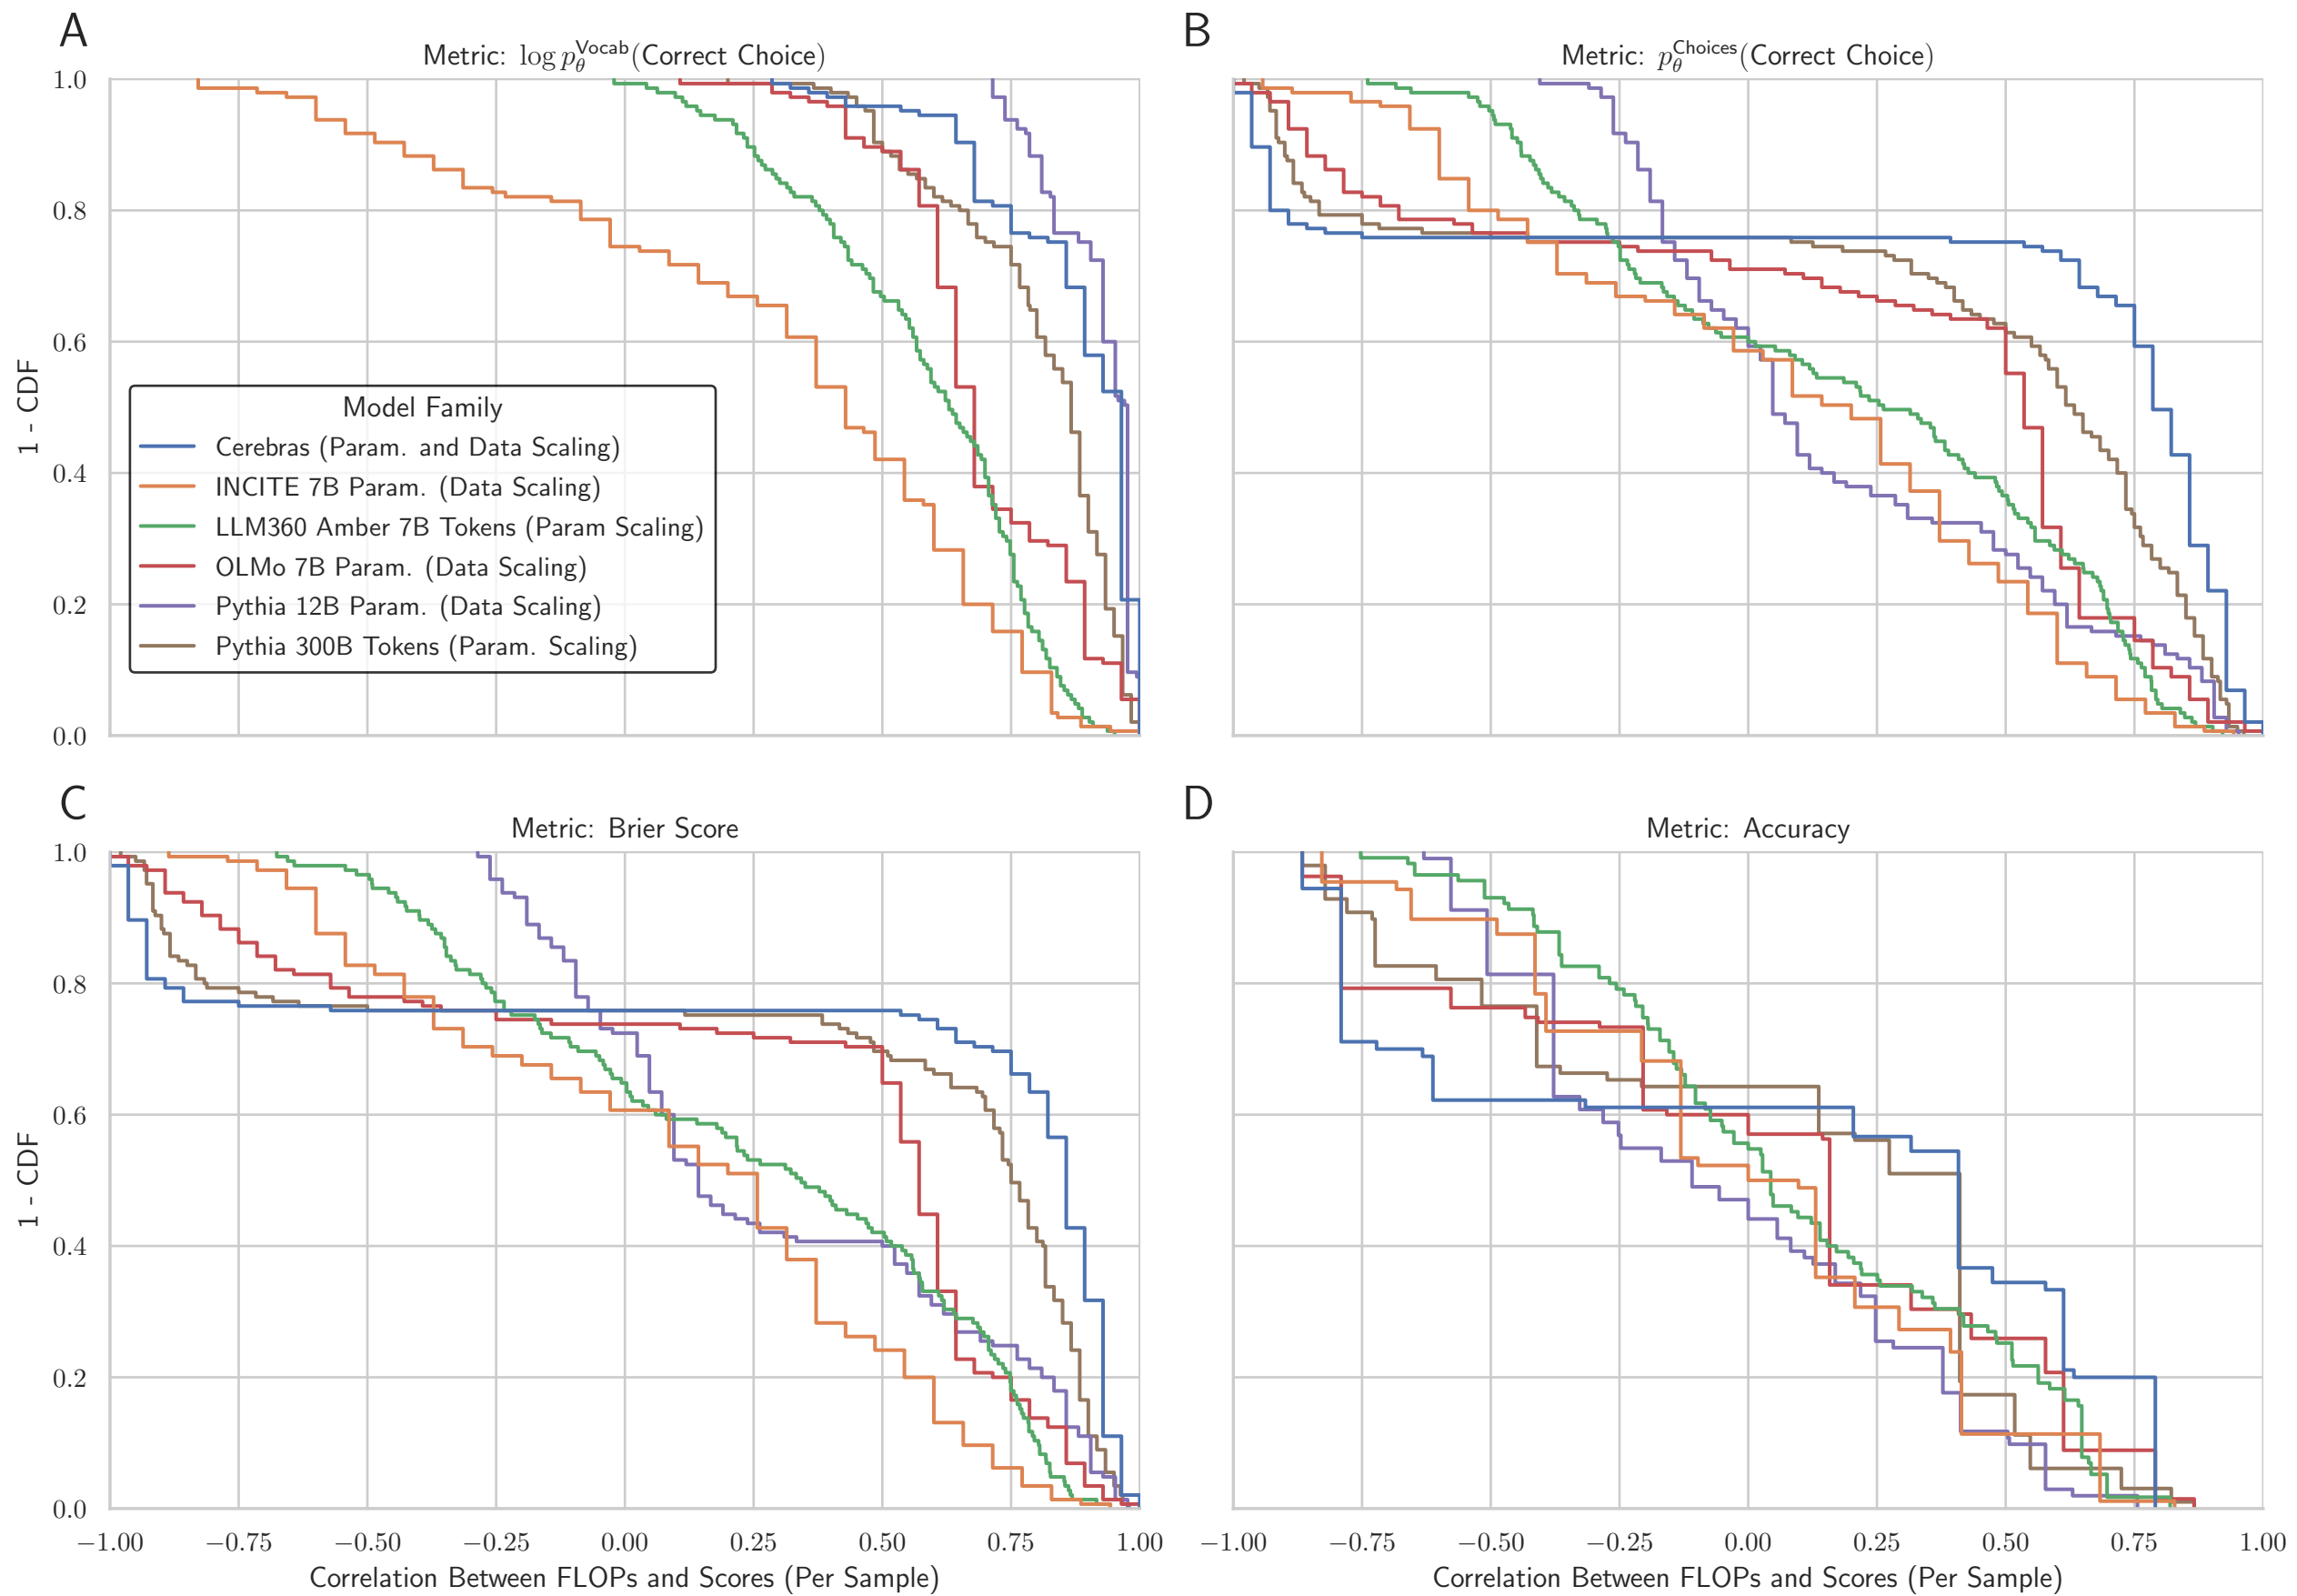 A
Metric: log p_θ^Vocab(Correct Choice)
B
Metric: p_θ^Choices(Correct Choice)
1.0
0.8
0.6
0.4
0.2
0.0
1 - CDF
Model Family
Cerebras (Param. and Data Scaling)
INCITE 7B Param. (Data Scaling)
LLM360 Amber 7B Tokens (Param Scaling)
OLMo 7B Param. (Data Scaling)
Pythia 12B Param. (Data Scaling)
Pythia 300B Tokens (Param. Scaling)
C
Metric: Brier Score
D
Metric: Accuracy
1.0
0.8
0.6
0.4
0.2
0.0
1 - CDF
−1.00 −0.75 −0.50 −0.25 0.00 0.25 0.50 0.75 1.00
−1.00 −0.75 −0.50 −0.25 0.00 0.25 0.50 0.75 1.00
Correlation Between FLOPs and Scores (Per Sample)
Correlation Between FLOPs and Scores (Per Sample)